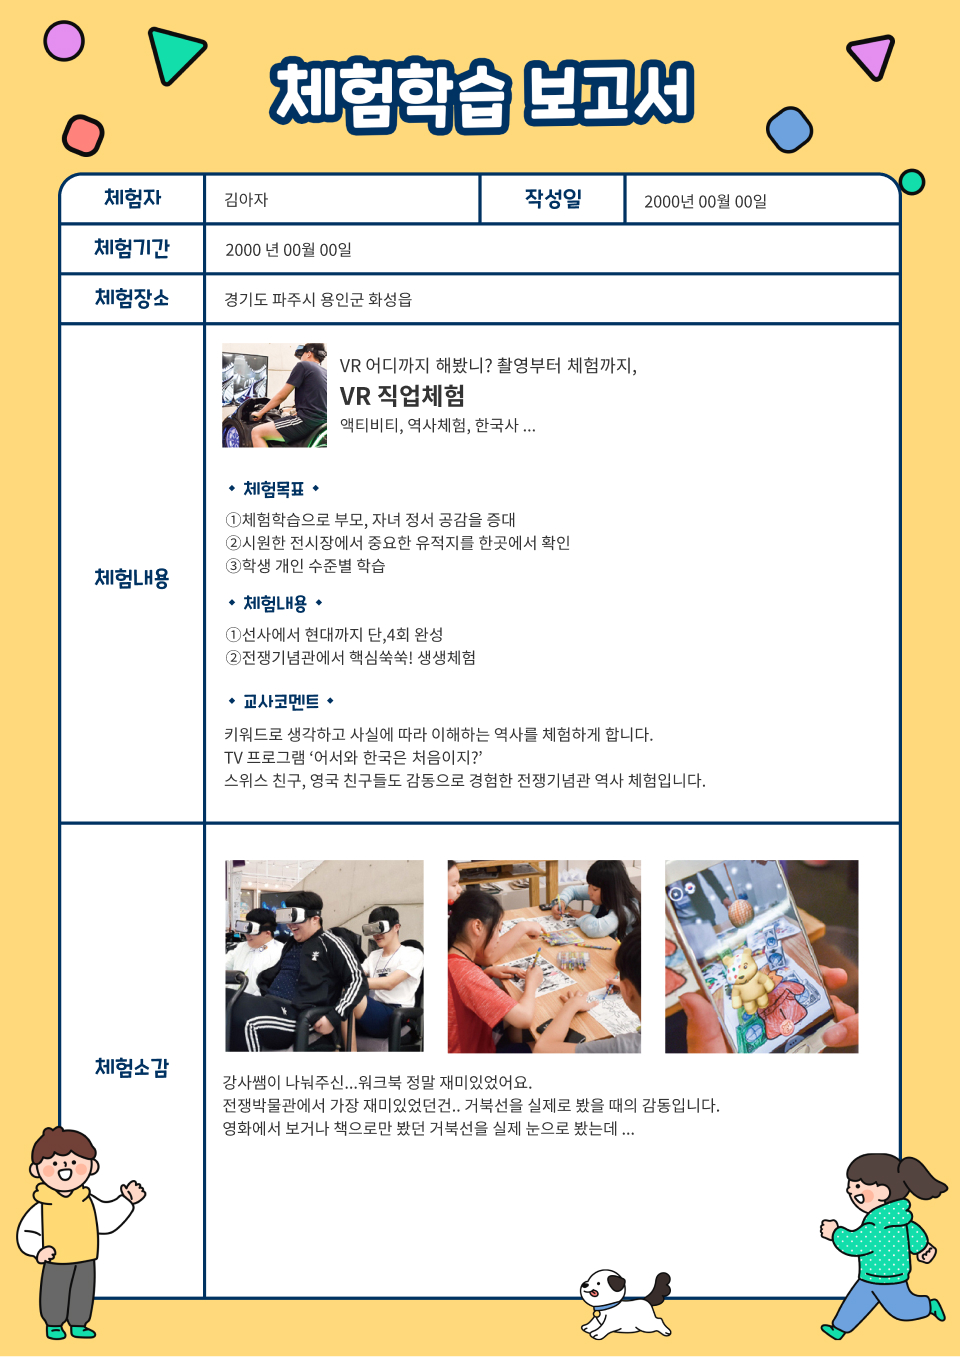 체험학습 보고서
체험자 김아자 작성일 2000년 00월 00일
체험기간 2000 년 00월 00일
체험장소 경기도 파주시 용인군 화성읍
체험내용
VR 어디까지 해봤니? 촬영부터 체험까지,
VR 직업체험
액티비티, 역사체험, 한국사 ...
• 체험목표 •
①체험학습으로 부모, 자녀 정서 공감을 증대
②시원한 전시장에서 중요한 유적지를 한곳에서 확인
③학생 개인 수준별 학습
• 체험내용 •
①선사에서 현대까지 단,4회 완성
②전쟁기념관에서 핵심쏙쏙! 생생체험
• 교사코멘트 •
키워드로 생각하고 사실에 따라 이해하는 역사를 체험하게 합니다.
TV 프로그램 ‘어서와 한국은 처음이지?’
스위스 친구, 영국 친구들도 감동으로 경험한 전쟁기념관 역사 체험입니다.
체험소감
강사쌤이 나눠주신...워크북 정말 재미있었어요.
전쟁박물관에서 가장 재미있었던건.. 거북선을 실제로 봤을 때의 감동입니다.
영화에서 보거나 책으로만 봤던 거북선을 실제 눈으로 봤는데 ...